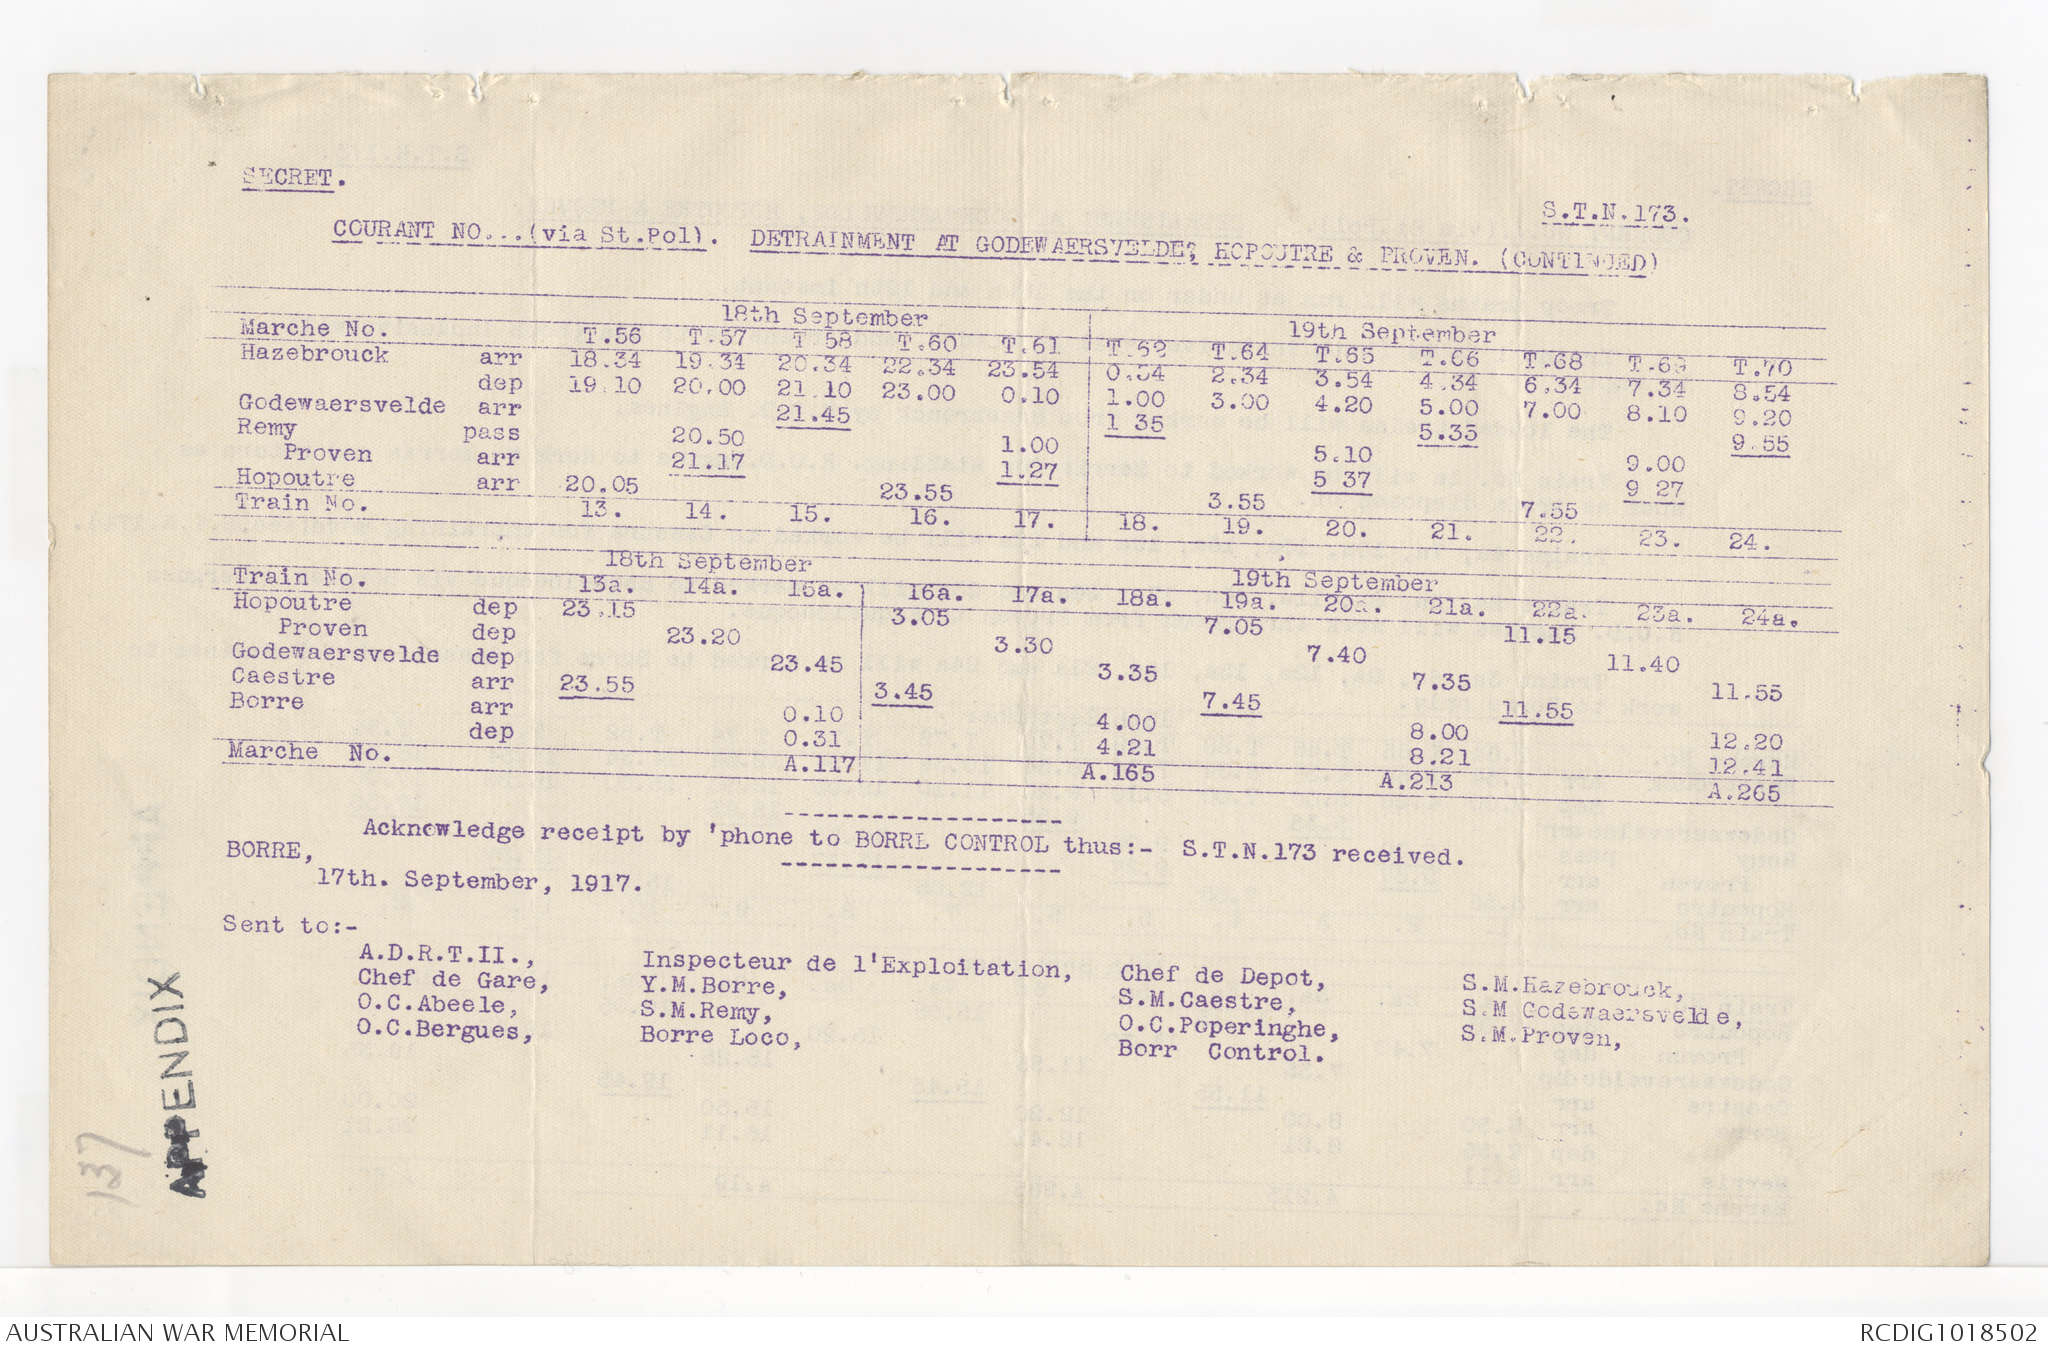 SECRET.
S.T.N.173.
COURANT NO...(via St.Pol). DETRAINMENT AT GODEWAERSVELDE, HOPOUTRE & PROVEN. (CONTINUED)
18th September 19th September
Marche No. T.56 T.57 T.58 T.60 T.61 T.62 T.64 T.65 T.66 T.68 T.69 T.70
Hazebrouck arr 18.34 19.34 20.34 22.34 23.54 0.54 2.34 3.54 4.34 6.34 7.34 8.54
dep 19.10 20.00 21.10 23.00 0.10 1.00 3.00 4.20 5.00 7.00 8.10 9.20
Godewaersvelde arr 21.45 1 35 5.35 9.55
Remy pass 20.50 1.00 5.10 9.00
Proven arr 21.17 1.27 5 37 9 27
Hopoutre arr 20.05 23.55 3.55 7.55
Train No. 13. 14. 15. 16. 17. 18. 19. 20. 21. 22. 23. 24.
18th September 19th September
Train No. 13a. 14a. 15a. 16a. 17a. 18a. 19a. 20a. 21a. 22a. 23a. 24a.
Hopoutre dep 23.15 3.05 7.05 11.15
Proven dep 23.20 3.30 7.40 11.40
Godewaersvelde dep 23.45 3.35 7.35 11.55
Caestre arr 23.55 3.45 7.45 11.55
Borre arr 0.10 4.00 8.00 12.20
dep 0.31 4.21 8.21 12.41
Marche No. A.117 A.165 A.213 A.265
Acknowledge receipt by 'phone to BORRE CONTROL thus:- S.T.N.173 received.
BORRE,
17th. September, 1917.
Sent to:-
A.D.R.T.II., Inspecteur de l'Exploitation, Chef de Depot, S.M.Hazebrouck,
Chef de Gare, Y.M.Borre, S.M.Caestre, S.M Godewaersvelde,
O.C.Abeele, S.M.Remy, O.C.Poperinghe, S.M.Proven,
O.C.Bergues, Borre Loco, Borr Control.
APPENDIX
137
AUSTRALIAN WAR MEMORIAL RCDIG1018502